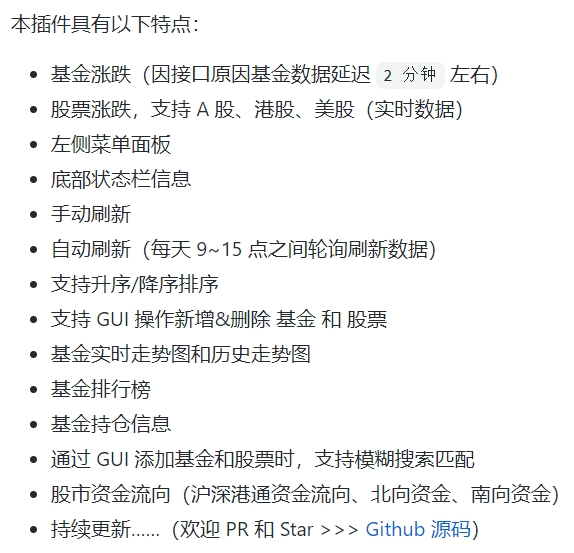 本插件具有以下特点：
基金涨跌（因接口原因基金数据延迟 2 分钟 左右）
股票涨跌，支持 A 股、港股、美股（实时数据）
左侧菜单面板
底部状态栏信息
手动刷新
自动刷新（每天 9~15 点之间轮询刷新数据）
支持升序/降序排序
支持 GUI 操作新增&删除 基金 和 股票
基金实时走势图和历史走势图
基金排行榜
基金持仓信息
通过 GUI 添加基金和股票时，支持模糊搜索匹配
股市资金流向（沪深港通资金流向、北向资金、南向资金）
持续更新......（欢迎 PR 和 Star >>> Github 源码）